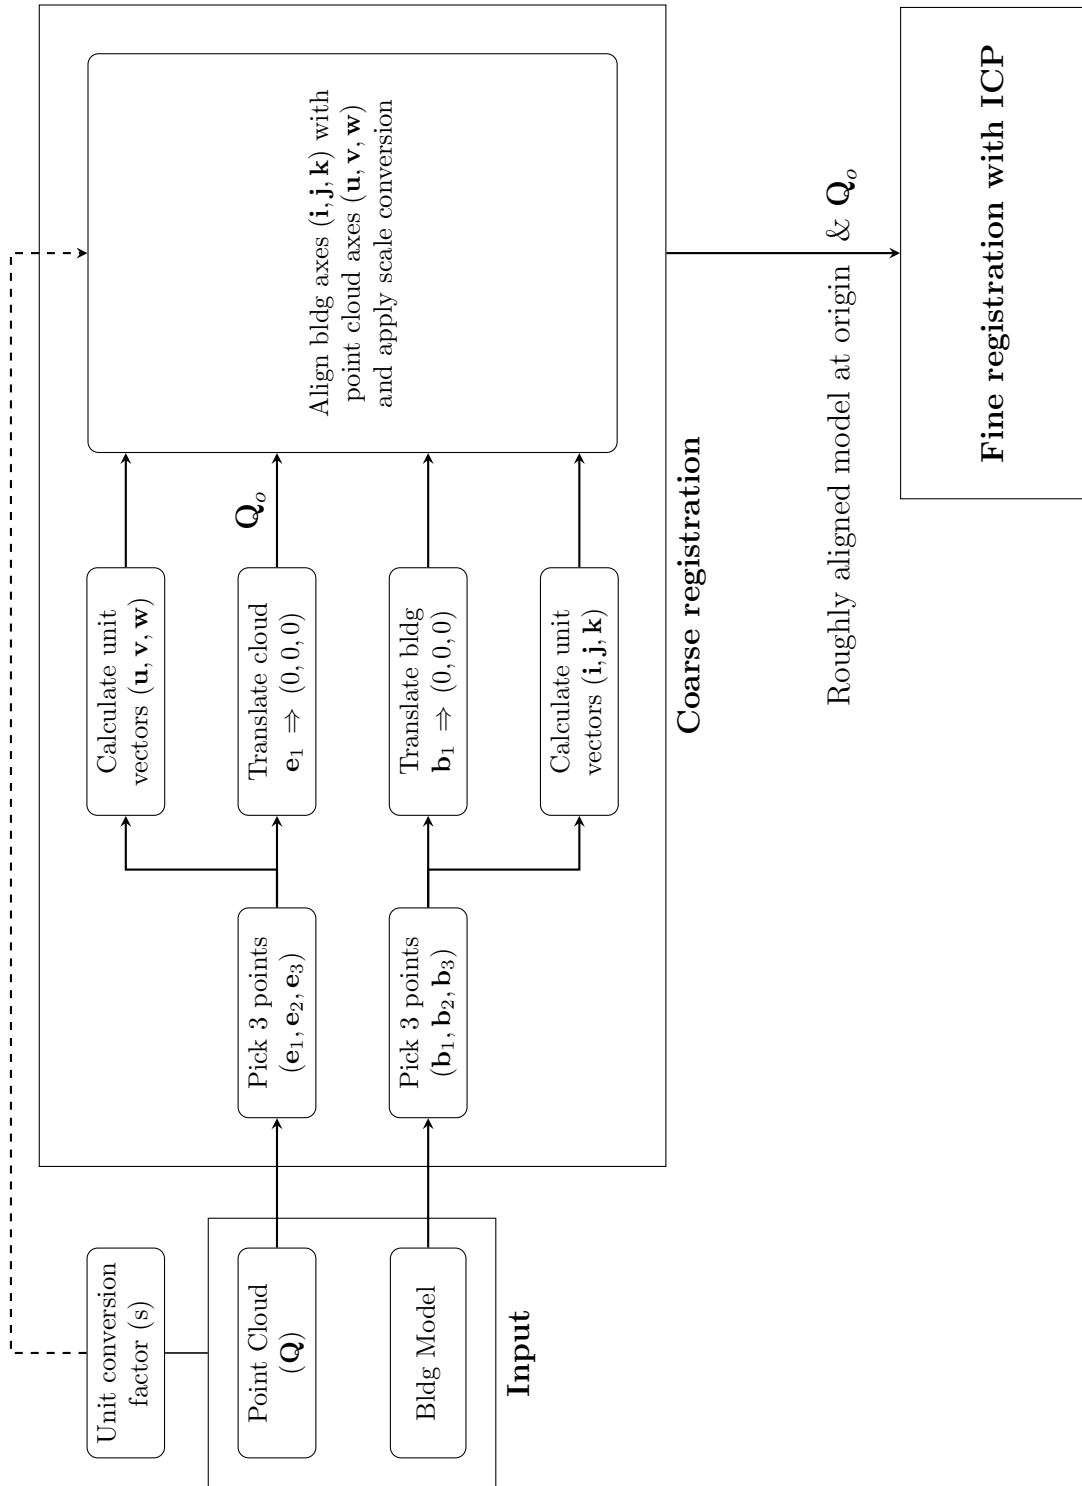 Unit conversion
factor (s)
Point Cloud
(𝐐)
Bldg Model
Input
Pick 3 points
(𝐞₁, 𝐞₂, 𝐞₃)
Pick 3 points
(𝐛₁, 𝐛₂, 𝐛₃)
Calculate unit
vectors (𝐮, 𝐯, 𝐰)
Translate cloud
𝐞₁ ⇒ (0, 0, 0)
Translate bldg
𝐛₁ ⇒ (0, 0, 0)
Calculate unit
vectors (𝐢, 𝐣, 𝐤)
𝐐ₒ
Align bldg axes (𝐢, 𝐣, 𝐤) with
point cloud axes (𝐮, 𝐯, 𝐰)
and apply scale conversion
Coarse registration
Roughly aligned model at origin & 𝐐ₒ
Fine registration with ICP